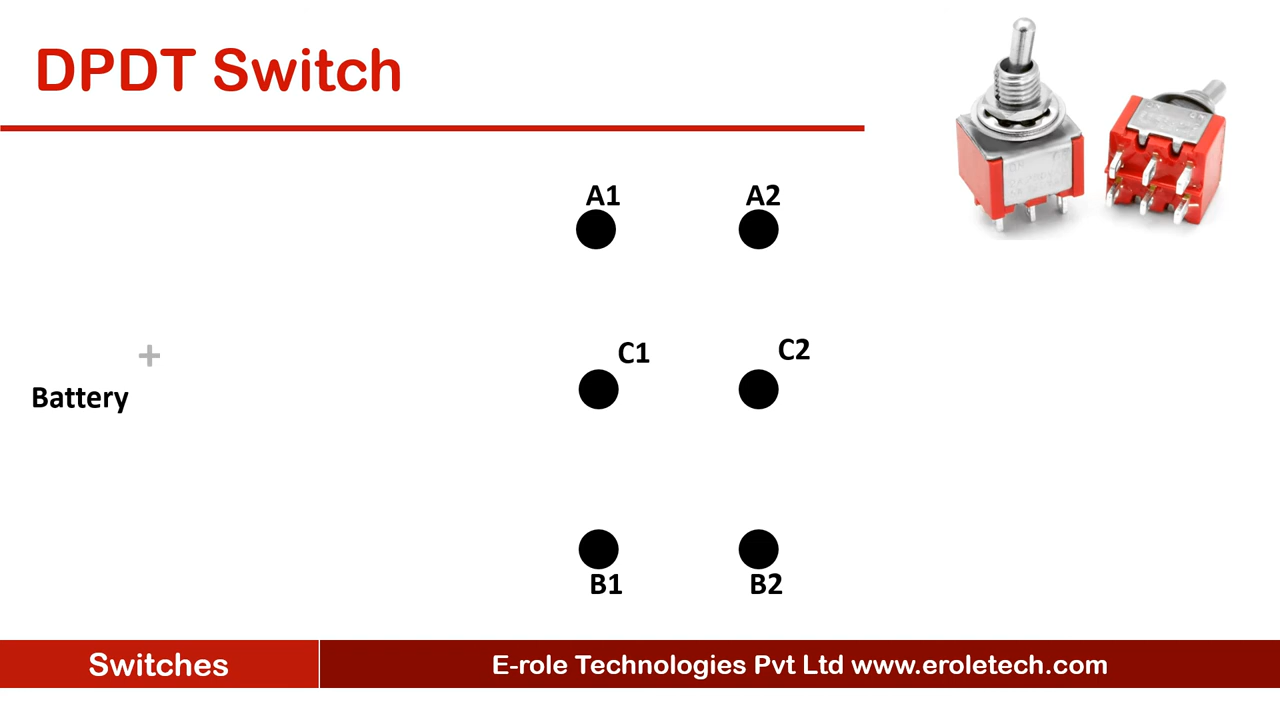 DPDT Switch
A1 A2
C1 C2
+
Battery
B1 B2
Switches
E-role Technologies Pvt Ltd www.eroletech.com